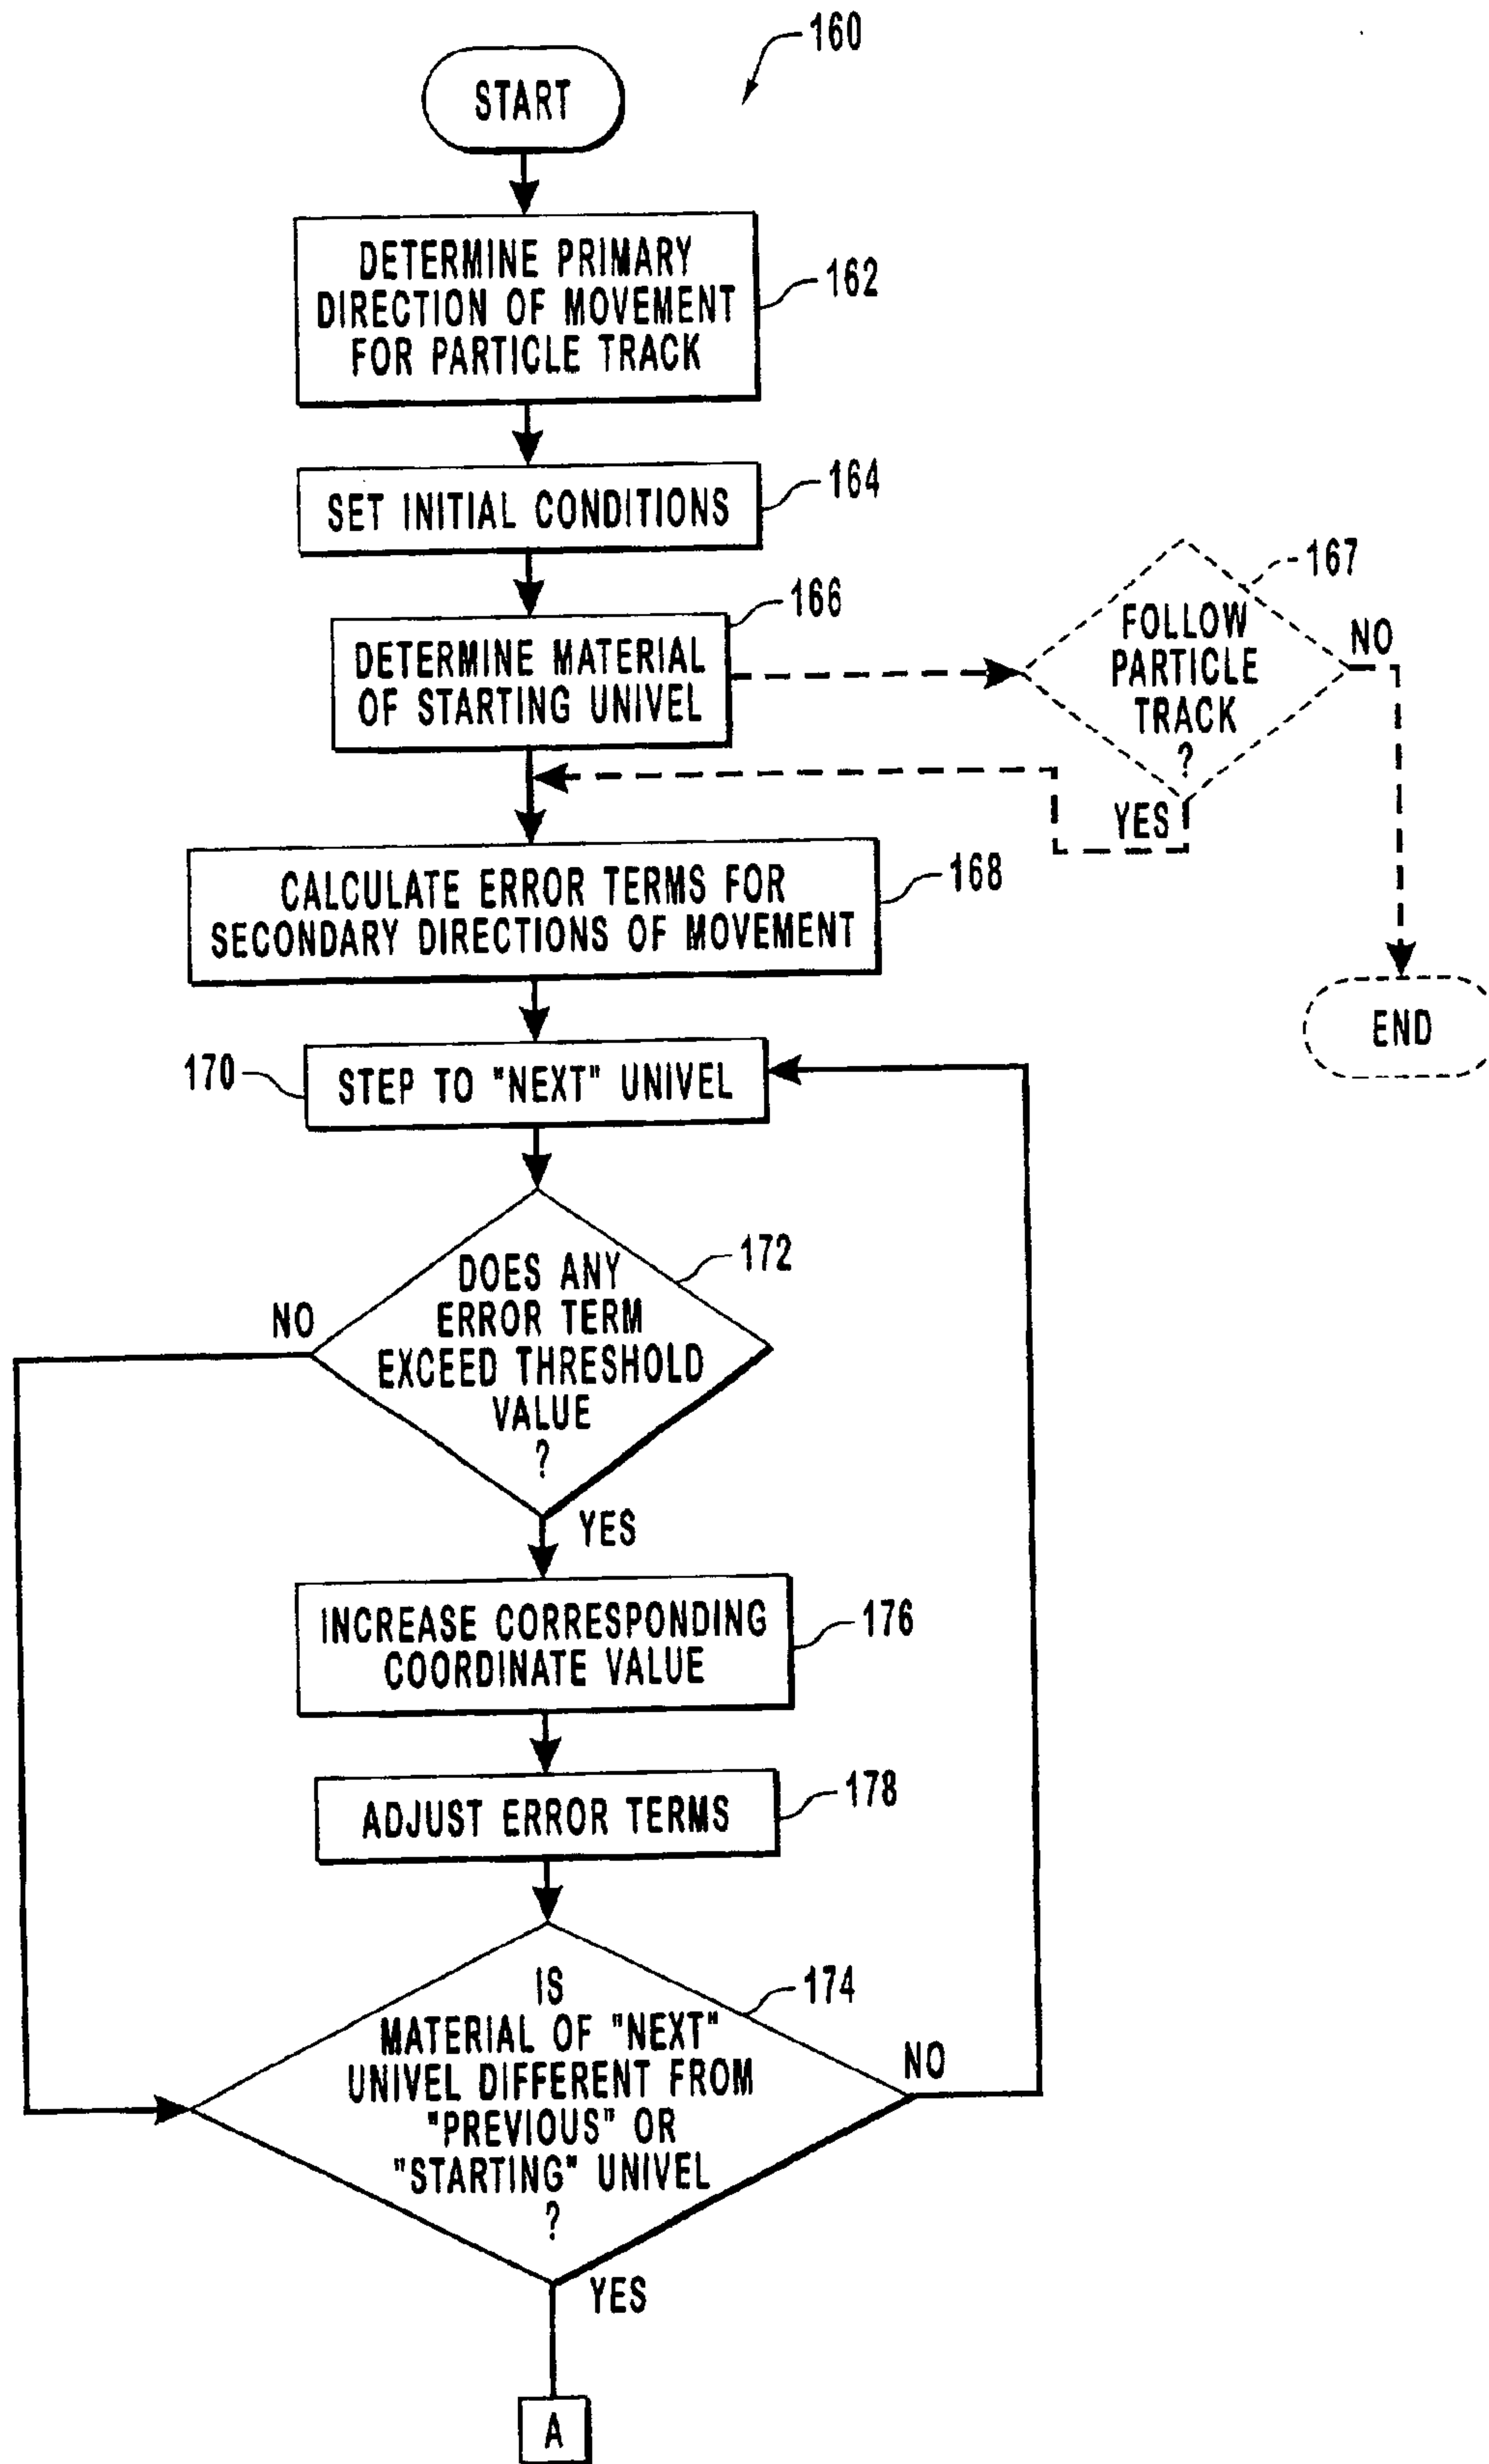 160
START
DETERMINE PRIMARY
DIRECTION OF MOVEMENT
FOR PARTICLE TRACK
162
SET INITIAL CONDITIONS
164
DETERMINE MATERIAL
OF STARTING UNIVEL
166
FOLLOW
PARTICLE
TRACK
?
167
NO
YES
END
CALCULATE ERROR TERMS FOR
SECONDARY DIRECTIONS OF MOVEMENT
168
170
STEP TO "NEXT" UNIVEL
DOES ANY
ERROR TERM
EXCEED THRESHOLD
VALUE
?
172
NO
YES
INCREASE CORRESPONDING
COORDINATE VALUE
176
ADJUST ERROR TERMS
178
IS
MATERIAL OF "NEXT"
UNIVEL DIFFERENT FROM
"PREVIOUS" OR
"STARTING" UNIVEL
?
174
NO
YES
A